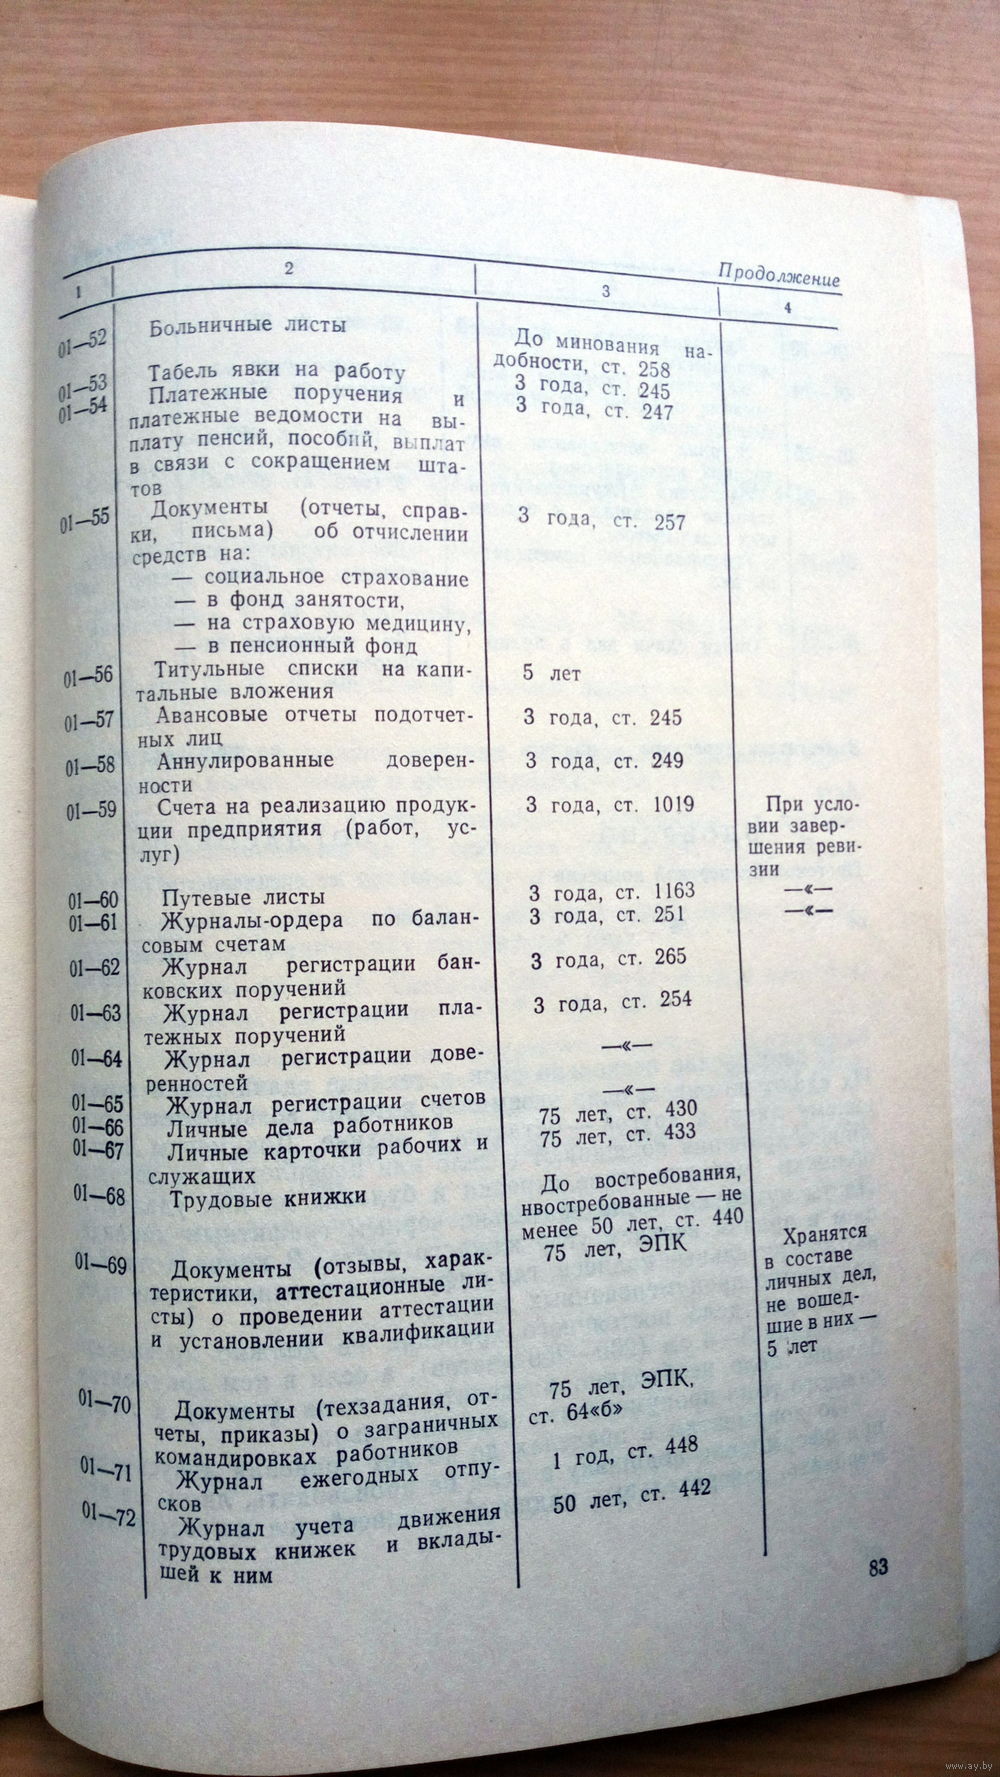 Продолжение
1 2 3 4
01—52 Больничные листы До минования на-
добности, ст. 258
01—53 Табель явки на работу 3 года, ст. 245
01—54 Платежные поручения и 3 года, ст. 247
платежные ведомости на вы-
плату пенсий, пособий, выплат
в связи с сокращением шта-
тов
01—55 Документы (отчеты, справ- 3 года, ст. 257
ки, письма) об отчислении
средств на:
— социальное страхование
— в фонд занятости,
— на страховую медицину,
— в пенсионный фонд
01—56 Титульные списки на капи- 5 лет
тальные вложения
01—57 Авансовые отчеты подотчет- 3 года, ст. 245
ных лиц
01—58 Аннулированные доверен- 3 года, ст. 249
ности
01—59 Счета на реализацию продук- 3 года, ст. 1019 При усло-
ции предприятия (работ, ус- вии завер-
луг) шения реви-
зии
01—60 Путевые листы 3 года, ст. 1163 —«—
01—61 Журналы-ордера по балан- 3 года, ст. 251 —«—
совым счетам
01—62 Журнал регистрации бан- 3 года, ст. 265
ковских поручений
01—63 Журнал регистрации пла- 3 года, ст. 254
тежных поручений
01—64 Журнал регистрации дове- —«—
ренностей
01—65 Журнал регистрации счетов —«—
01—66 Личные дела работников 75 лет, ст. 430
01—67 Личные карточки рабочих и 75 лет, ст. 433
служащих
01—68 Трудовые книжки До востребования,
нвостребованные — не
менее 50 лет, ст. 440
01—69 Документы (отзывы, харак- 75 лет, ЭПК Хранятся
теристики, аттестационные ли- в составе
сты) о проведении аттестации личных дел,
и установлении квалификации не вошед-
шие в них —
5 лет
01—70 Документы (техзадания, от- 75 лет, ЭПК,
четы, приказы) о заграничных ст. 64«б»
командировках работников
01—71 Журнал ежегодных отпу- 1 год, ст. 448
сков
01—72 Журнал учета движения 50 лет, ст. 442
трудовых книжек и вклады-
шей к ним
83
www.ay.by